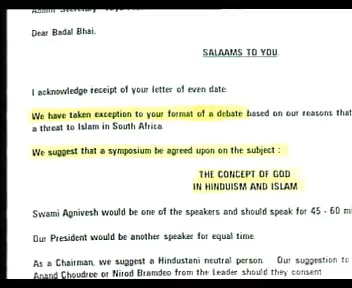 Dear Badal Bhai,
SALAAMS TO YOU
I acknowledge receipt of your letter of even date.
We have taken exception to your format of a debate based on our reasons that
a threat to Islam in South Africa.
We suggest that a symposium be agreed upon on the subject :
THE CONCEPT OF GOD
IN HINDUISM AND ISLAM
Swami Agnivesh would be one of the speakers and should speak for 45 - 60
Our President would be another speaker for equal time.
As a Chairman, we suggest a Hindustani neutral person. Our suggestion to
Anand Choudree or Nirod Bramdeo from the Leader should they consent